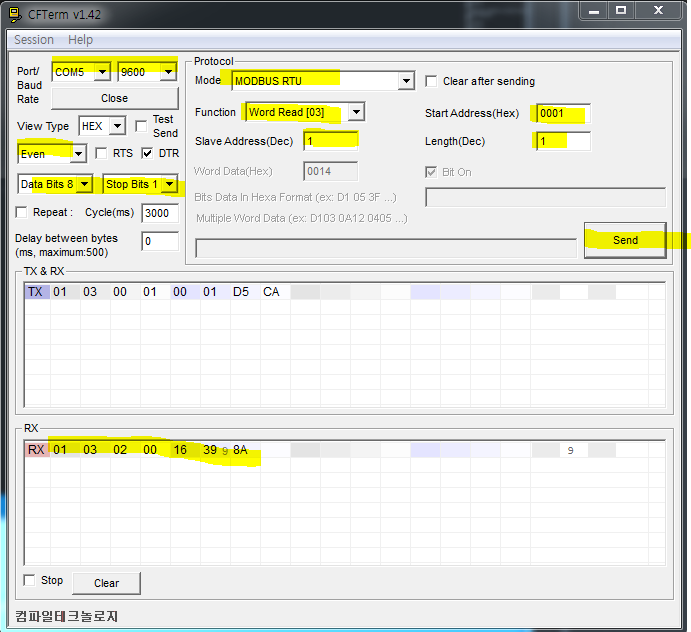 CFTerm v1.42
Session Help
Port/
Baud
Rate
COM5
9600
Close
View Type
HEX
Test
Send
Even
RTS
DTR
Data Bits 8
Stop Bits 1
Repeat :
Cycle(ms)
3000
Delay between bytes
(ms, maximum:500)
0
Protocol
Mode
MODBUS RTU
Clear after sending
Function
Word Read [03]
Start Address(Hex)
0001
Slave Address(Dec)
1
Length(Dec)
1
Word Data(Hex)
0014
Bit On
Bits Data In Hexa Format (ex: D1 05 3F ...)
Multiple Word Data (ex: D103 0A12 0405 ...)
Send
TX & RX
TX 01 03 00 01 00 01 D5 CA
RX
RX 01 03 02 00 16 39 9 8A 9
Stop
Clear
컴파일테크놀로지